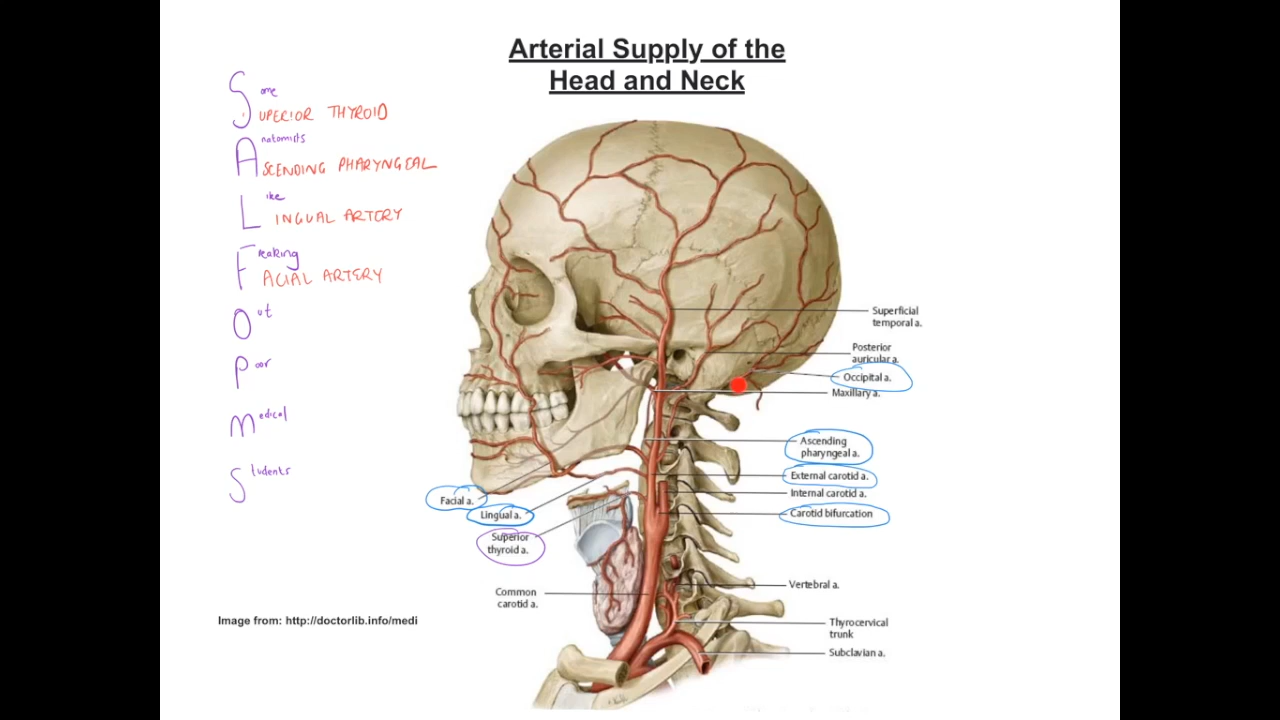 Arterial Supply of the
Head and Neck
Some
SUPERIOR THYROID
Anatomists
ASCENDING PHARYNGEAL
Like
LINGUAL ARTERY
Freaking
FACIAL ARTERY
Out
Poor
Medical
Students
Superficial
temporal a.
Posterior
auricular a.
Occipital a.
Maxillary a.
Ascending
pharyngeal a.
External carotid a.
Internal carotid a.
Carotid bifurcation
Facial a.
Lingual a.
Superior
thyroid a.
Common
carotid a.
Vertebral a.
Thyrocervical
trunk
Subclavian a.
Image from: http://doctorlib.info/medi